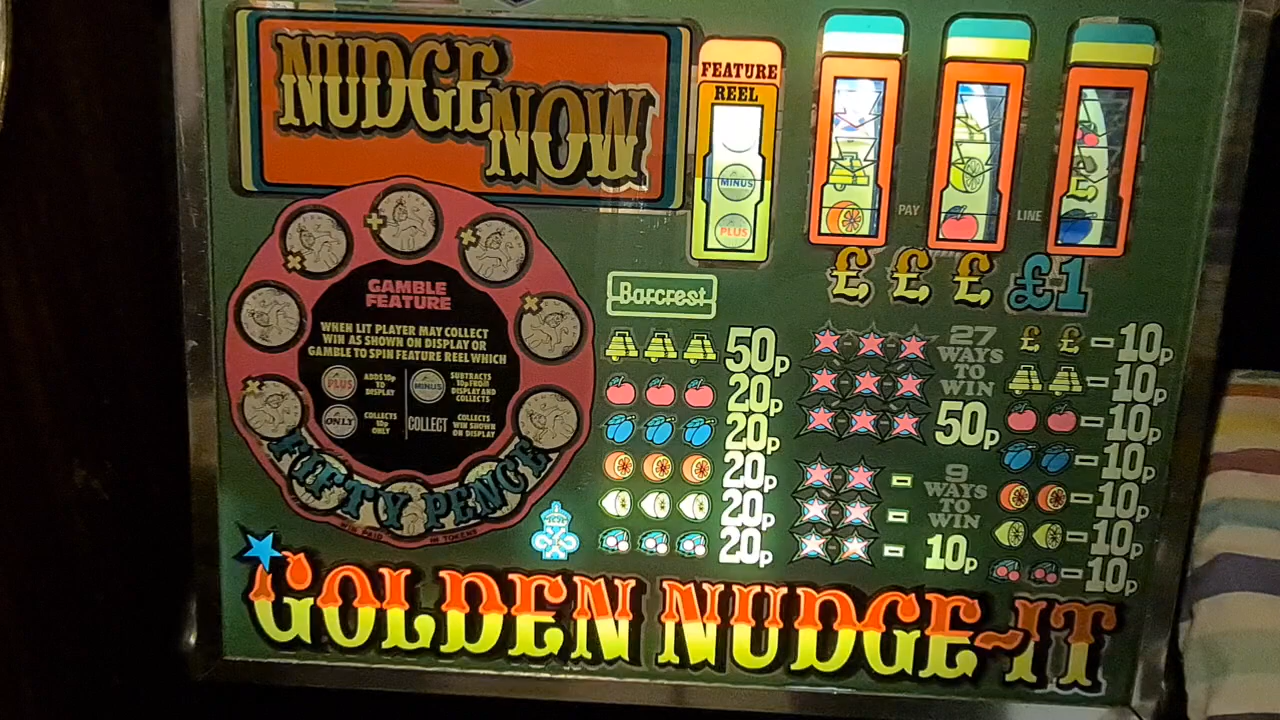 NUDGE
NOW
FEATURE
REEL
MINUS
PLUS
PAY
LINE
£ £ £ £1
GAMBLE
FEATURE
WHEN LIT PLAYER MAY COLLECT
WIN AS SHOWN ON DISPLAY OR
GAMBLE TO SPIN FEATURE REEL WHICH
PLUS
ADDS 10p
TO
DISPLAY
MINUS
SUBTRACTS
10p FROM
DISPLAY AND
COLLECTS
ONLY
COLLECTS
10p
ONLY
COLLECT
COLLECTS
WIN SHOWN
ON DISPLAY
FIFTY PENCE
WIN PAID IN TOKENS
Barcrest
50p
20p
20p
20p
20p
20p
27
WAYS
TO
WIN
50p
9
WAYS
TO
WIN
10p
£ £ - 10p
- 10p
- 10p
- 10p
- 10p
- 10p
- 10p
GOLDEN NUDGE-IT